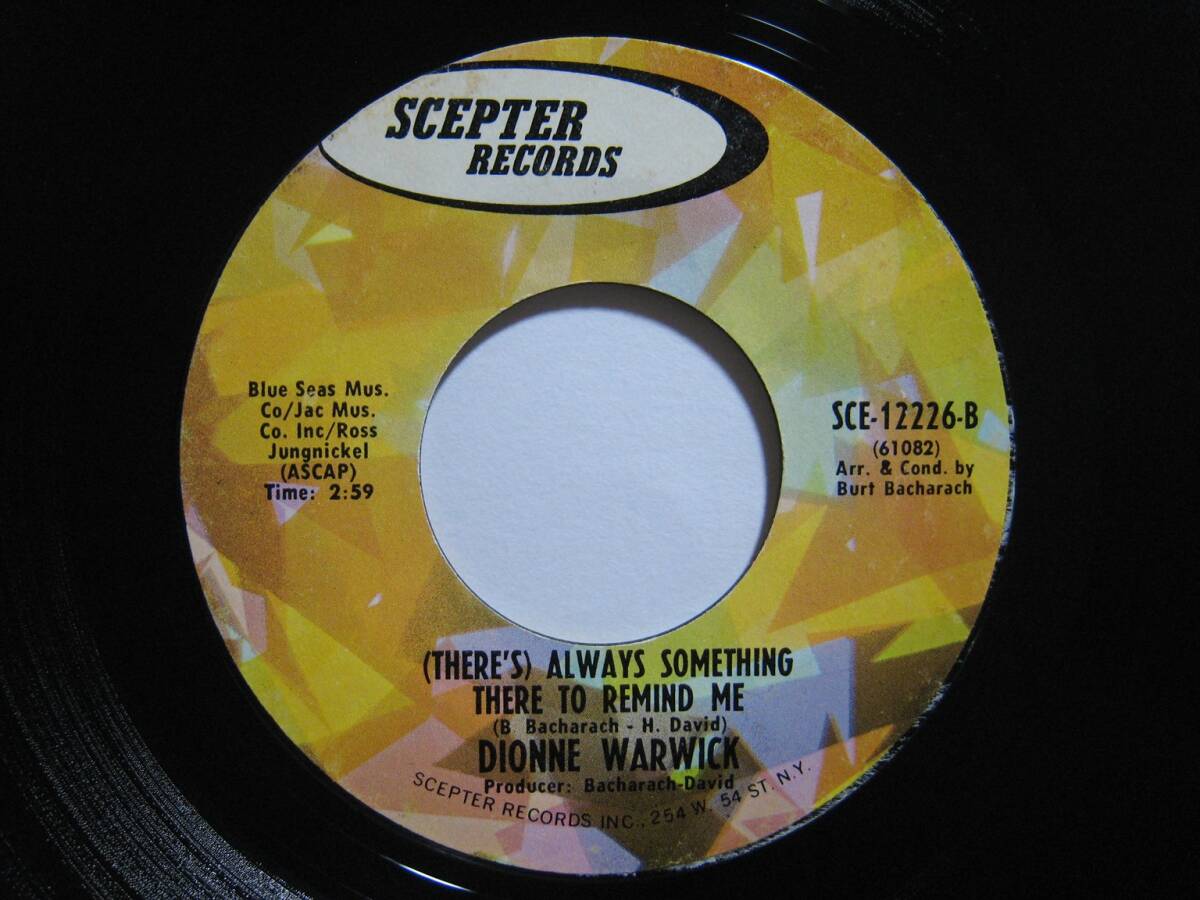 SCEPTER
RECORDS
Blue Seas Mus.
Co/Jac Mus.
Co. Inc/Ross
Jungnickel
(ASCAP)
Time: 2:59
SCE-12226-B
(61082)
Arr. & Cond. by
Burt Bacharach
(THERE'S) ALWAYS SOMETHING
THERE TO REMIND ME
(B. Bacharach - H. David)
DIONNE WARWICK
Producer: Bacharach-David
SCEPTER RECORDS INC., 254 W. 54 ST. N.Y.